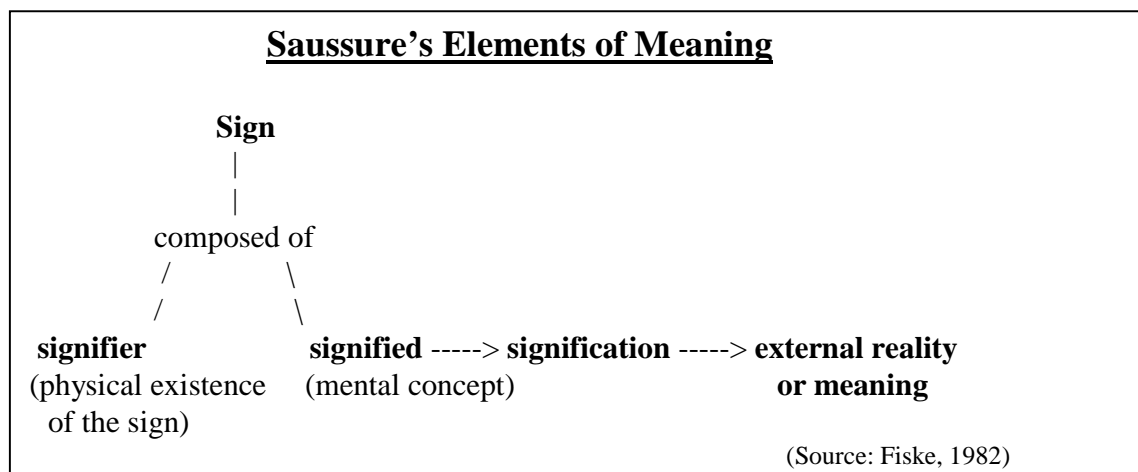 Saussure’s Elements of Meaning
Sign
|
|
composed of
/ \
/ \
signifier signified -----> signification -----> external reality
(physical existence (mental concept) or meaning
of the sign)
(Source: Fiske, 1982)